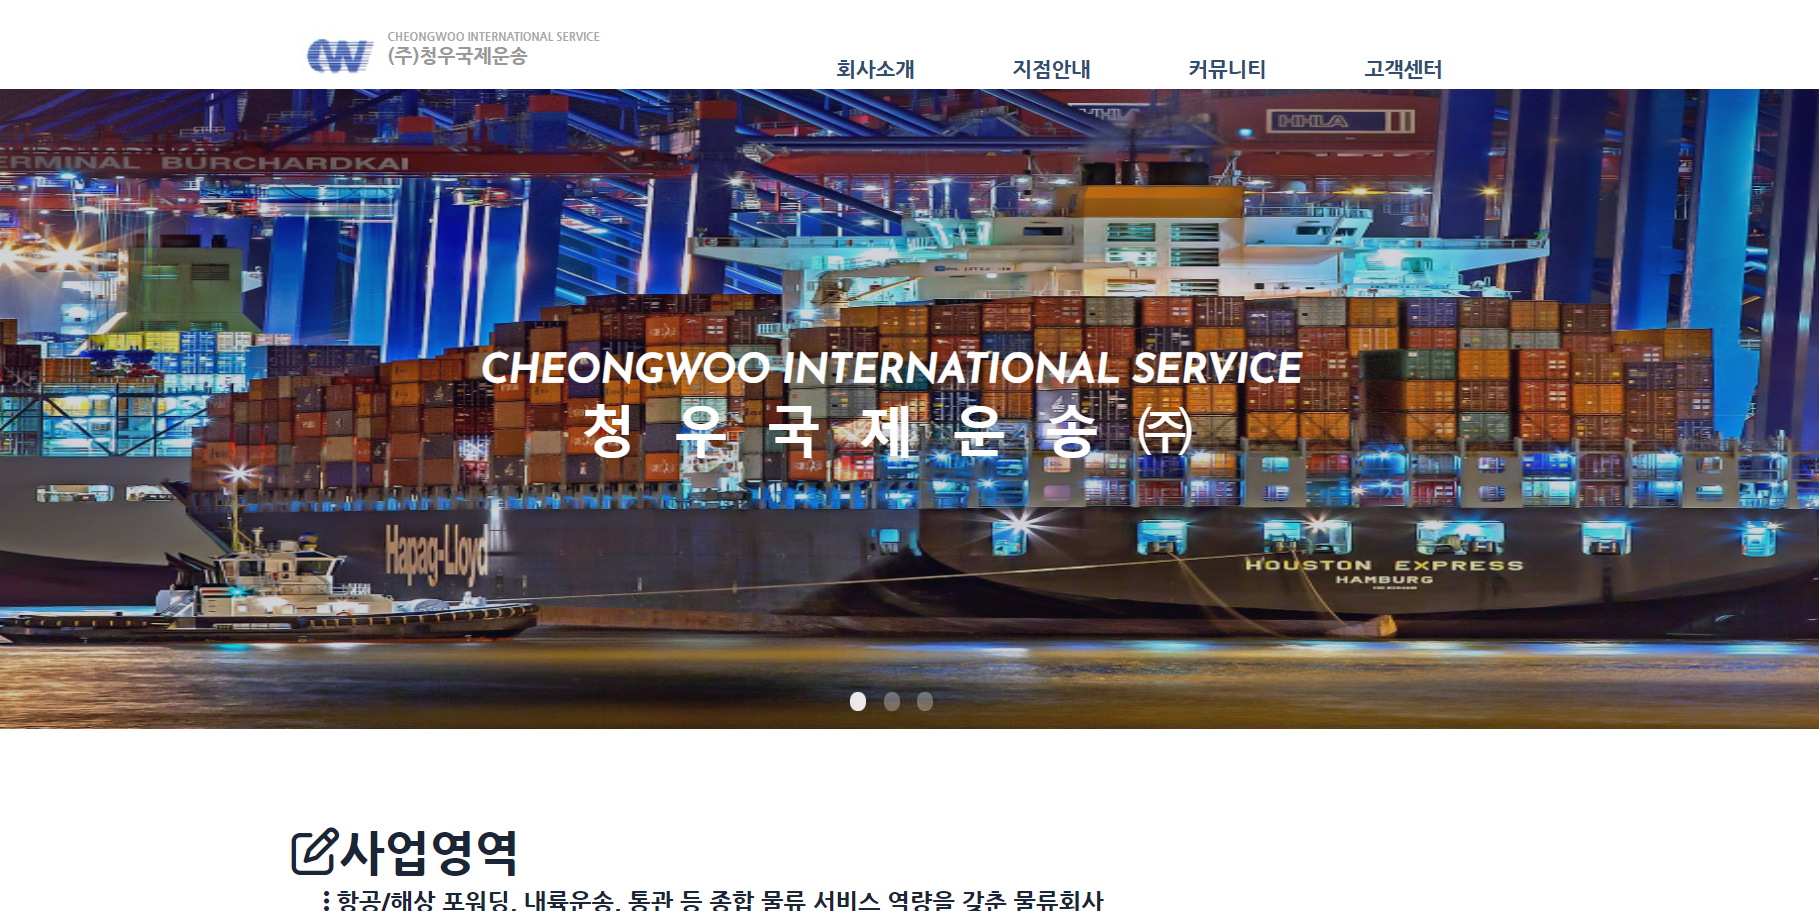 CHEONGWOO INTERNATIONAL SERVICE
(주)청우국제운송
회사소개 지점안내 커뮤니티 고객센터
HHLA
HHLA
TERMINAL BURCHARDKAI
CHEONGWOO INTERNATIONAL SERVICE
청 우 국 제 운 송 ㈜
Hapag-Lloyd
HOUSTON EXPRESS
HAMBURG
사업영역
항공/해상 포워딩, 내륙운송, 통관 등 종합 물류 서비스 역량을 갖춘 물류회사